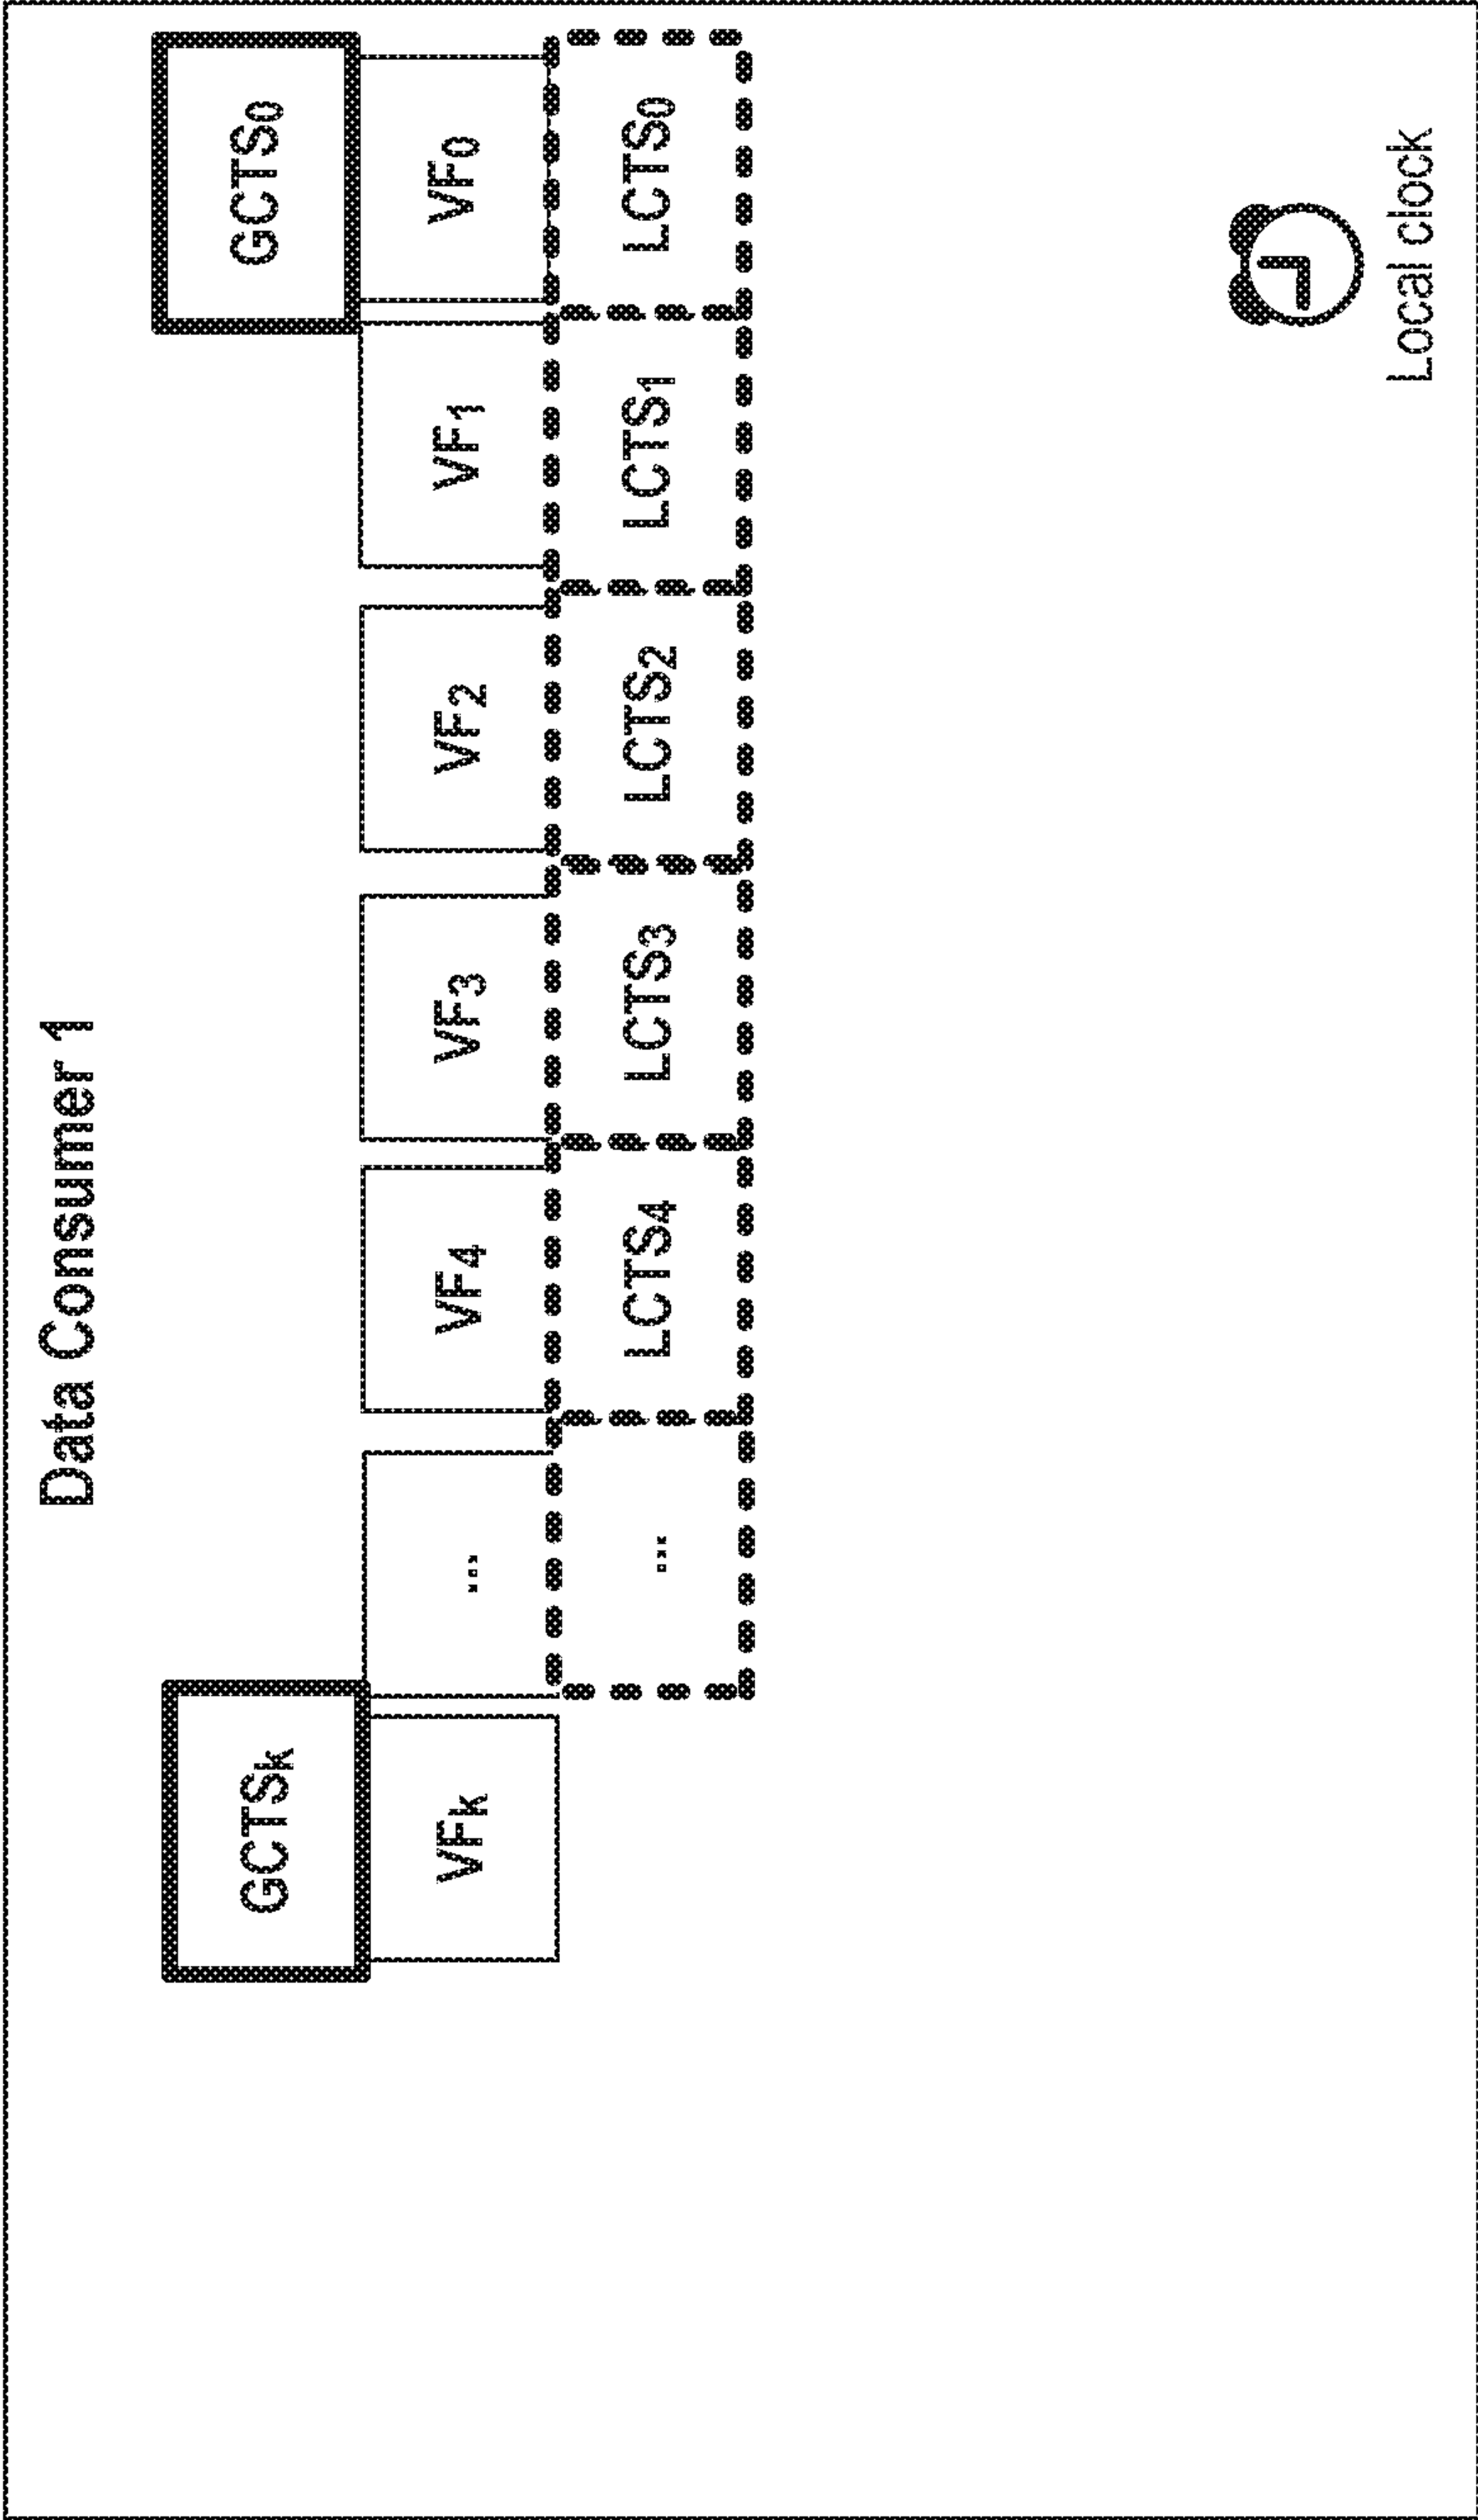 Data Consumer 1
GCTSk
GCTS0
VFk
...
VF4
VF3
VF2
VF1
VF0
...
LCTS4
LCTS3
LCTS2
LCTS1
LCTS0
Local clock